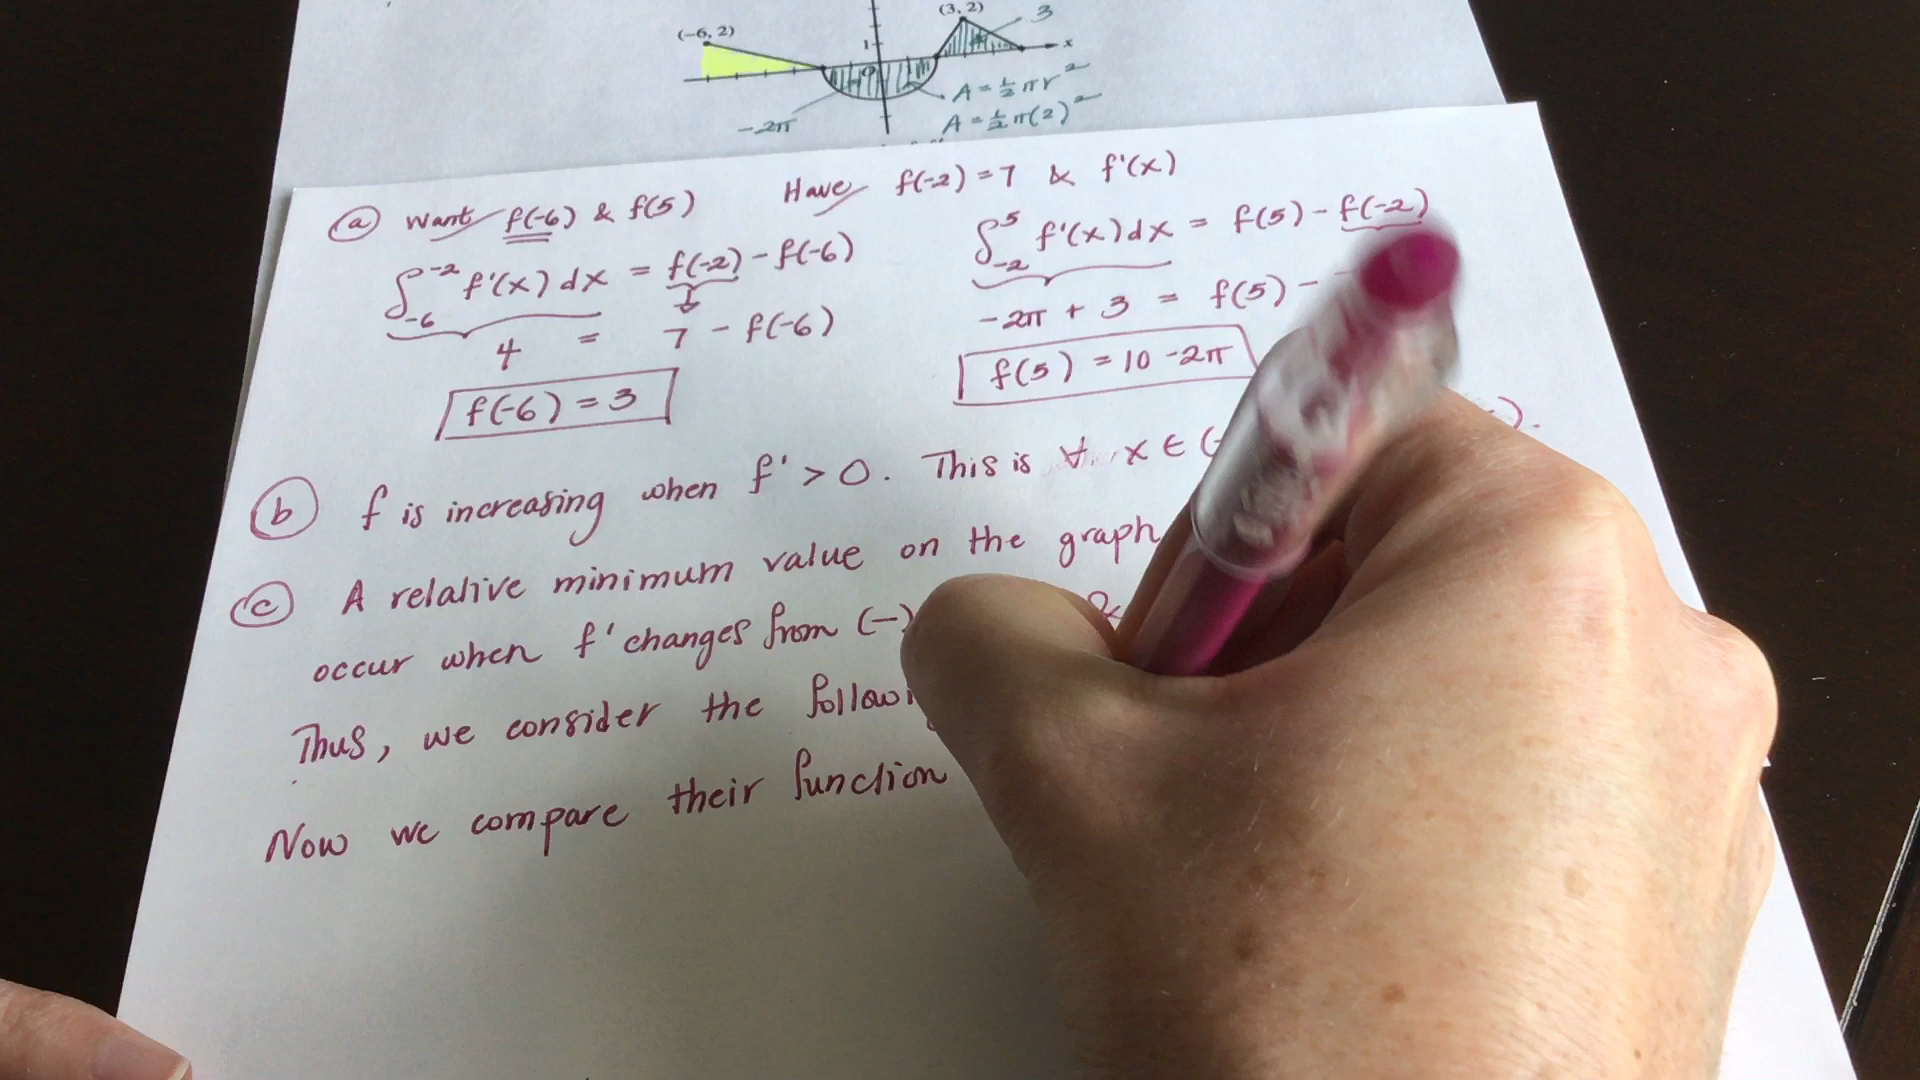 (3, 2)
3
(-6, 2)
1
x
O
A = ½πr²
-2π
A = ½π(2)²
(a) Want f(-6) & f(5) Have f(-2) = 7 & f'(x)
∫₋₆⁻² f'(x) dx = f(-2) - f(-6)
∫₋₂⁵ f'(x) dx = f(5) - f(-2)
4 = 7 - f(-6)
-2π + 3 = f(5) -
f(-6) = 3
f(5) = 10 - 2π
(b) f is increasing when f' > 0. This is ∀ x ∈ ( ).
(c) A relative minimum value on the graph
occur when f' changes from (-) &
Thus, we consider the
Now we compare their function